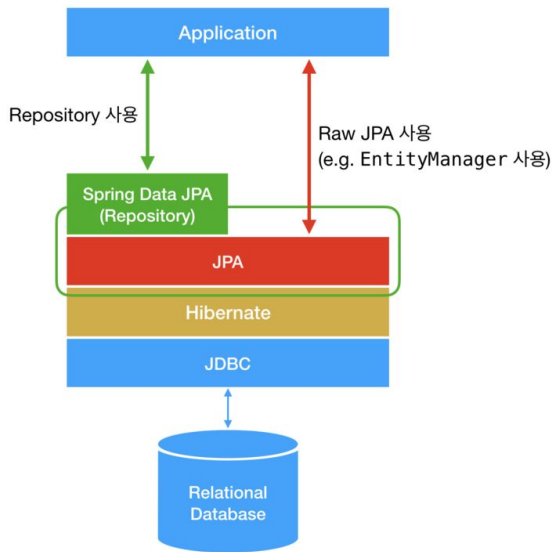 Application
Repository 사용
Raw JPA 사용
(e.g. EntityManager 사용)
Spring Data JPA
(Repository)
JPA
Hibernate
JDBC
Relational
Database